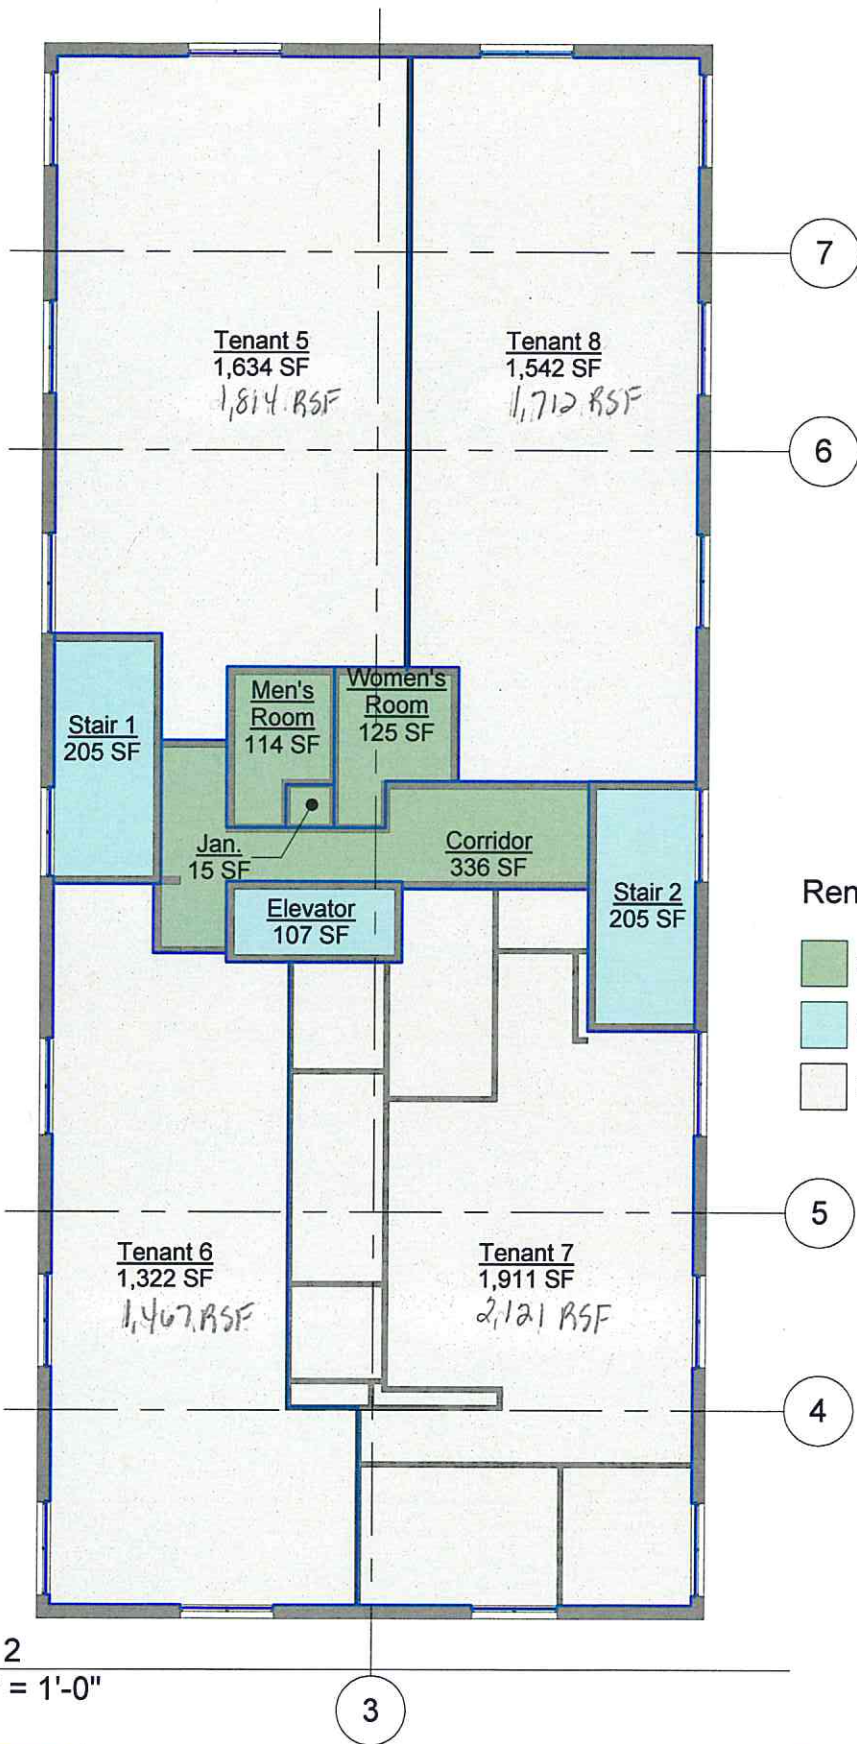 7
Tenant 5
1,634 SF
1,814 RSF
Tenant 8
1,542 SF
1,712 RSF
6
Men's
Room
114 SF
Women's
Room
125 SF
Stair 1
205 SF
Jan.
15 SF
Corridor
336 SF
Elevator
107 SF
Stair 2
205 SF
Ren
5
Tenant 6
1,322 SF
1,467 RSF
Tenant 7
1,911 SF
2,121 RSF
4
2
= 1'-0"
3